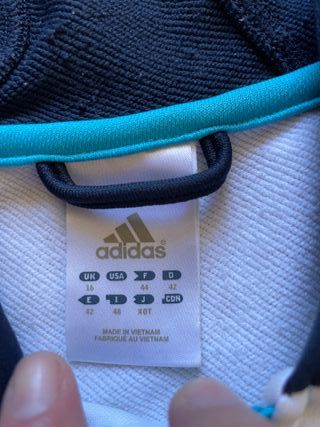 adidas
UK USA F D
16 44 42
E I J CDN
42 48 XOT
MADE IN VIETNAM
FABRIQUÉ AU VIETNAM